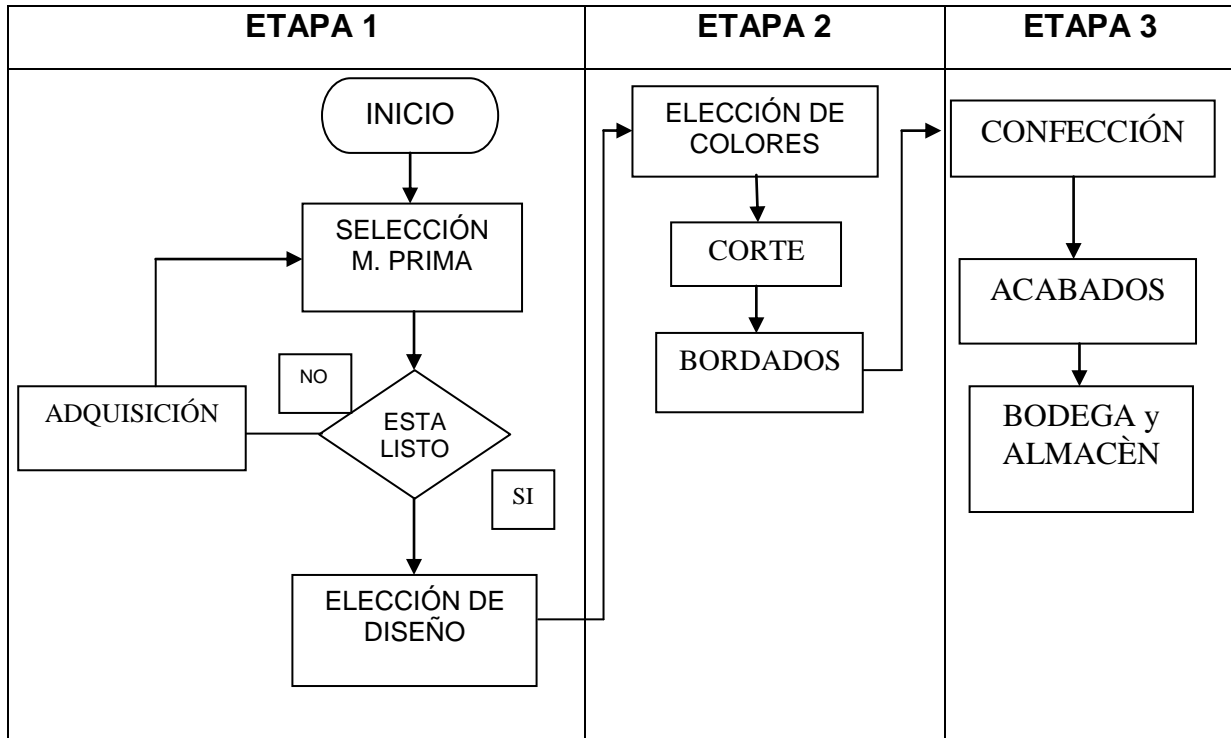 ETAPA 1
ETAPA 2
ETAPA 3
INICIO
SELECCIÓN
M. PRIMA
NO
ADQUISICIÓN
ESTA
LISTO
SI
ELECCIÓN DE
DISEÑO
ELECCIÓN DE
COLORES
CORTE
BORDADOS
CONFECCIÓN
ACABADOS
BODEGA y
ALMACÈN